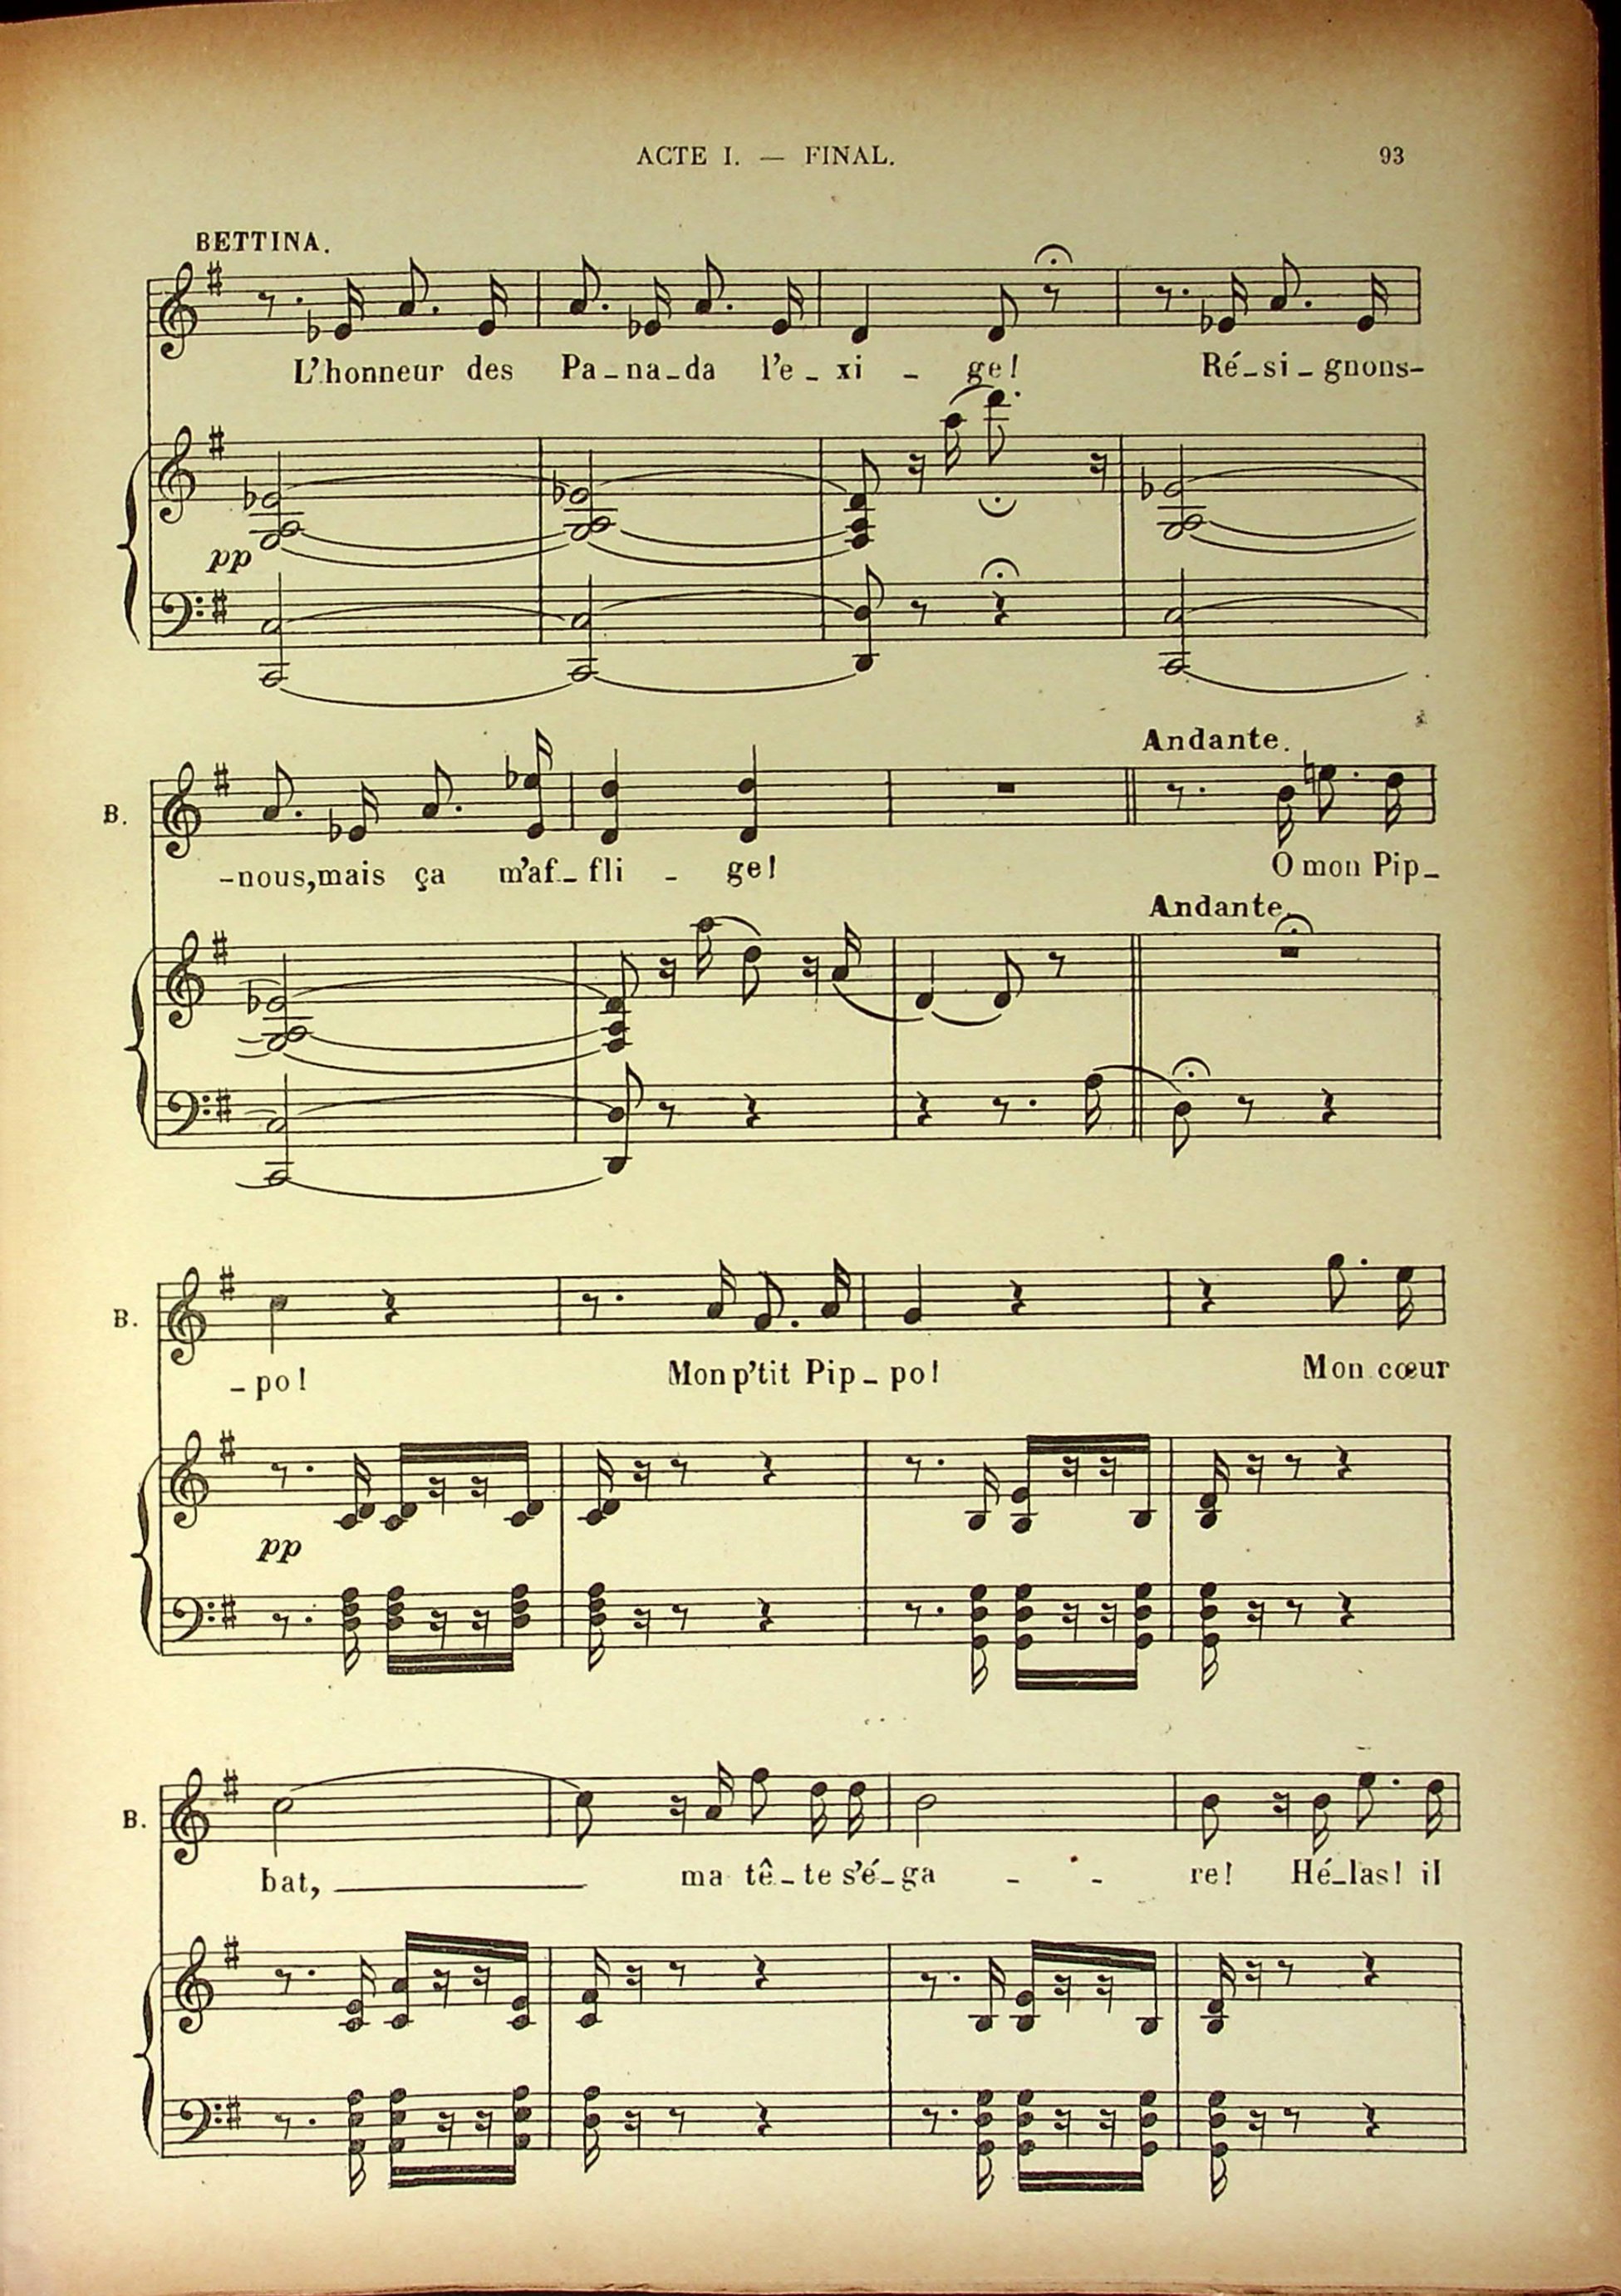 ACTE I. — FINAL. 93
BETTINA.
L'honneur des Pa_na_da l'e_xi _ ge! Ré_si_gnons-
pp
Andante.
B.
-nous, mais ça m'af_fli _ ge! O mon Pip_
Andante.
B.
_po! Mon p'tit Pip_po! Mon cœur
pp
B.
bat, ma tê_te s'é_ga _ _ re! Hé_las! il